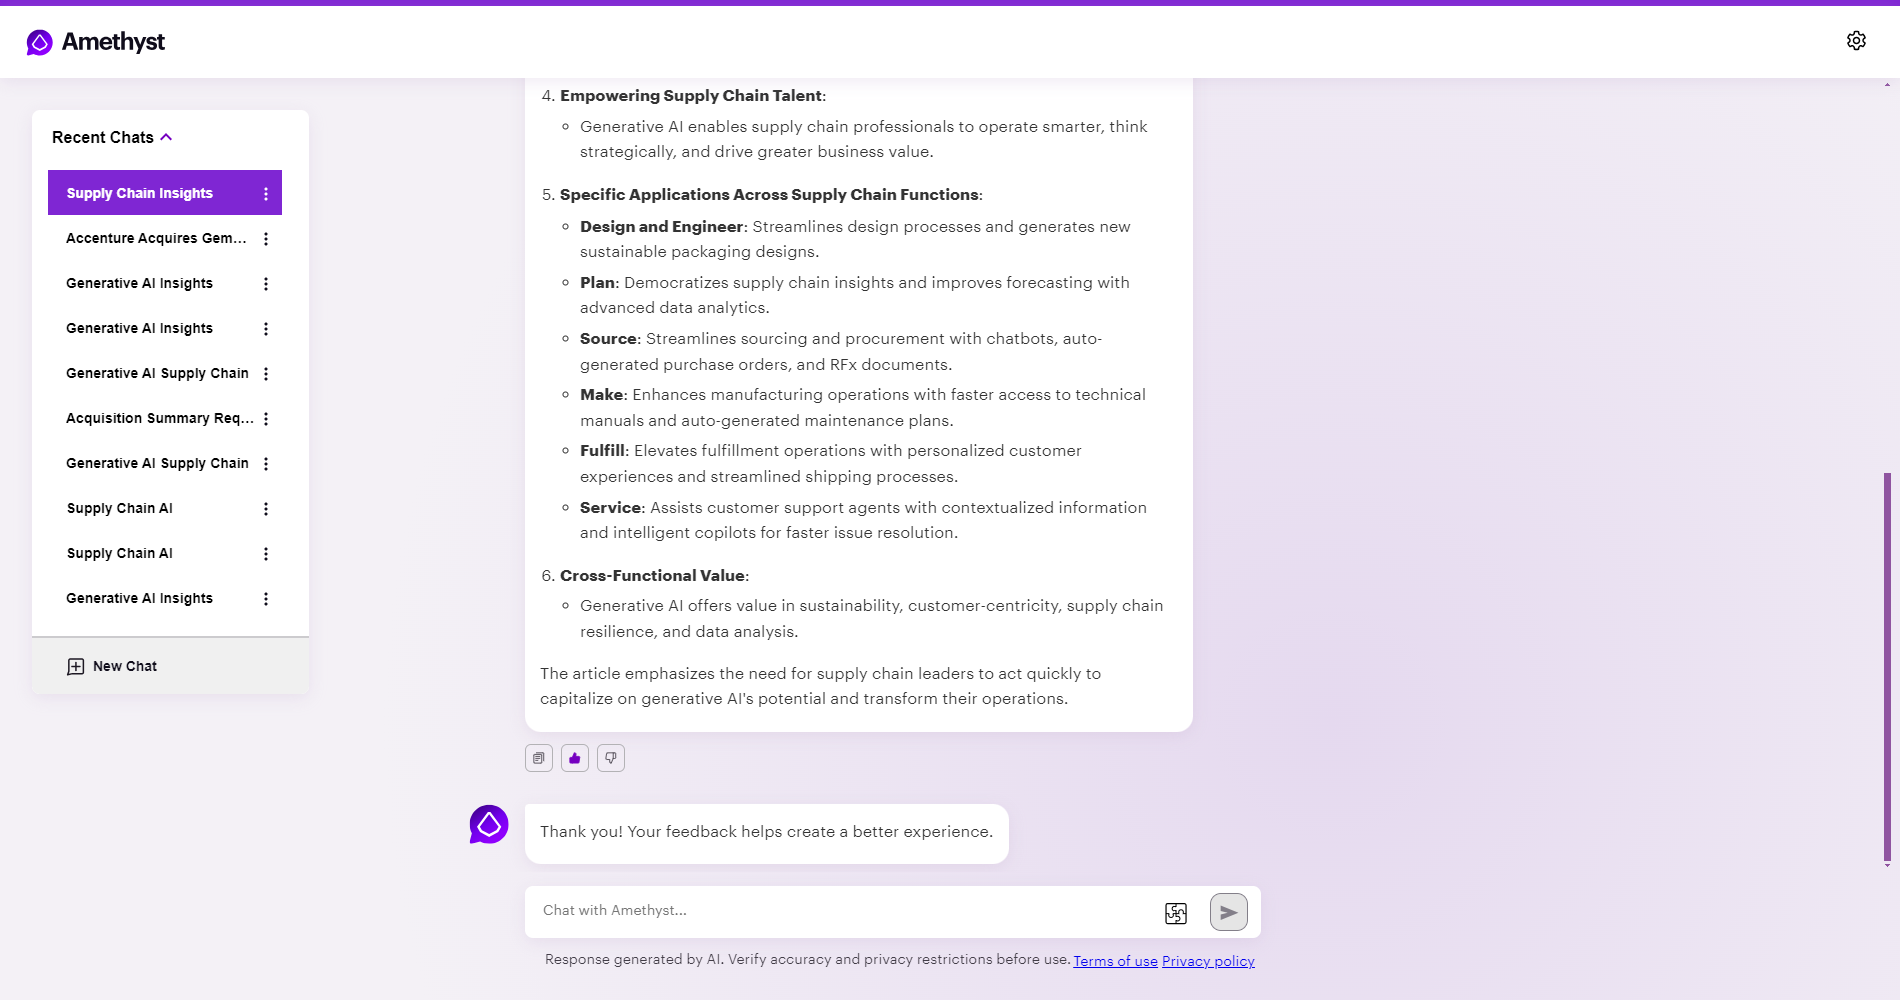 Amethyst
Recent Chats
Supply Chain Insights
Accenture Acquires Gem...
Generative AI Insights
Generative AI Insights
Generative AI Supply Chain
Acquisition Summary Req...
Generative AI Supply Chain
Supply Chain AI
Supply Chain AI
Generative AI Insights
New Chat
4. Empowering Supply Chain Talent:
Generative AI enables supply chain professionals to operate smarter, think
strategically, and drive greater business value.
5. Specific Applications Across Supply Chain Functions:
Design and Engineer: Streamlines design processes and generates new
sustainable packaging designs.
Plan: Democratizes supply chain insights and improves forecasting with
advanced data analytics.
Source: Streamlines sourcing and procurement with chatbots, auto-
generated purchase orders, and RFx documents.
Make: Enhances manufacturing operations with faster access to technical
manuals and auto-generated maintenance plans.
Fulfill: Elevates fulfillment operations with personalized customer
experiences and streamlined shipping processes.
Service: Assists customer support agents with contextualized information
and intelligent copilots for faster issue resolution.
6. Cross-Functional Value:
Generative AI offers value in sustainability, customer-centricity, supply chain
resilience, and data analysis.
The article emphasizes the need for supply chain leaders to act quickly to
capitalize on generative AI's potential and transform their operations.
Thank you! Your feedback helps create a better experience.
Chat with Amethyst...
Response generated by AI. Verify accuracy and privacy restrictions before use. Terms of use Privacy policy